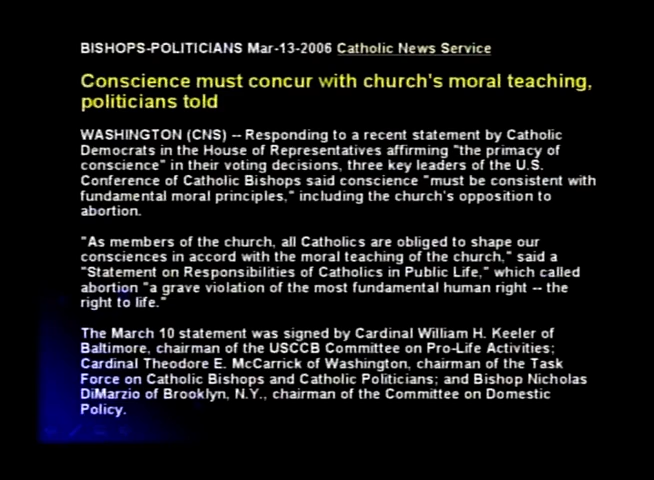 BISHOPS-POLITICIANS Mar-13-2006 Catholic News Service
Conscience must concur with church's moral teaching,
politicians told
WASHINGTON (CNS) -- Responding to a recent statement by Catholic
Democrats in the House of Representatives affirming "the primacy of
conscience" in their voting decisions, three key leaders of the U.S.
Conference of Catholic Bishops said conscience "must be consistent with
fundamental moral principles," including the church's opposition to
abortion.
"As members of the church, all Catholics are obliged to shape our
consciences in accord with the moral teaching of the church," said a
"Statement on Responsibilities of Catholics in Public Life," which called
abortion "a grave violation of the most fundamental human right -- the
right to life."
The March 10 statement was signed by Cardinal William H. Keeler of
Baltimore, chairman of the USCCB Committee on Pro-Life Activities;
Cardinal Theodore E. McCarrick of Washington, chairman of the Task
Force on Catholic Bishops and Catholic Politicians; and Bishop Nicholas
DiMarzio of Brooklyn, N.Y., chairman of the Committee on Domestic
Policy.